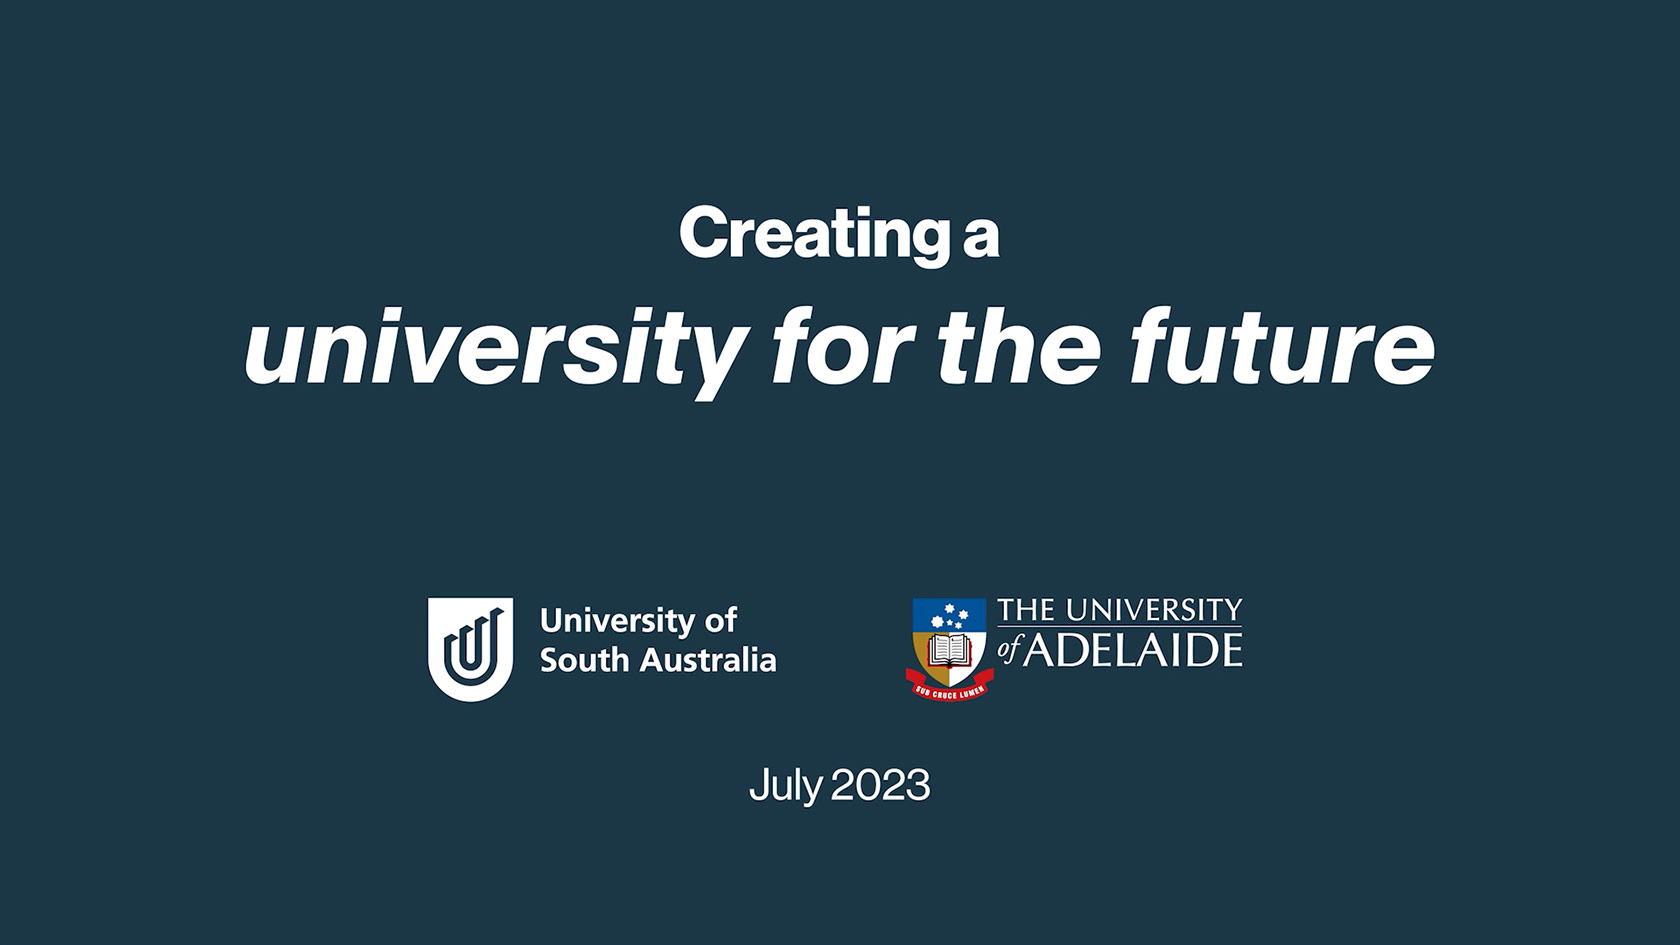 Creating a
university for the future
University of
South Australia
THE UNIVERSITY
of ADELAIDE
SUB CRUCE LUMEN
July 2023